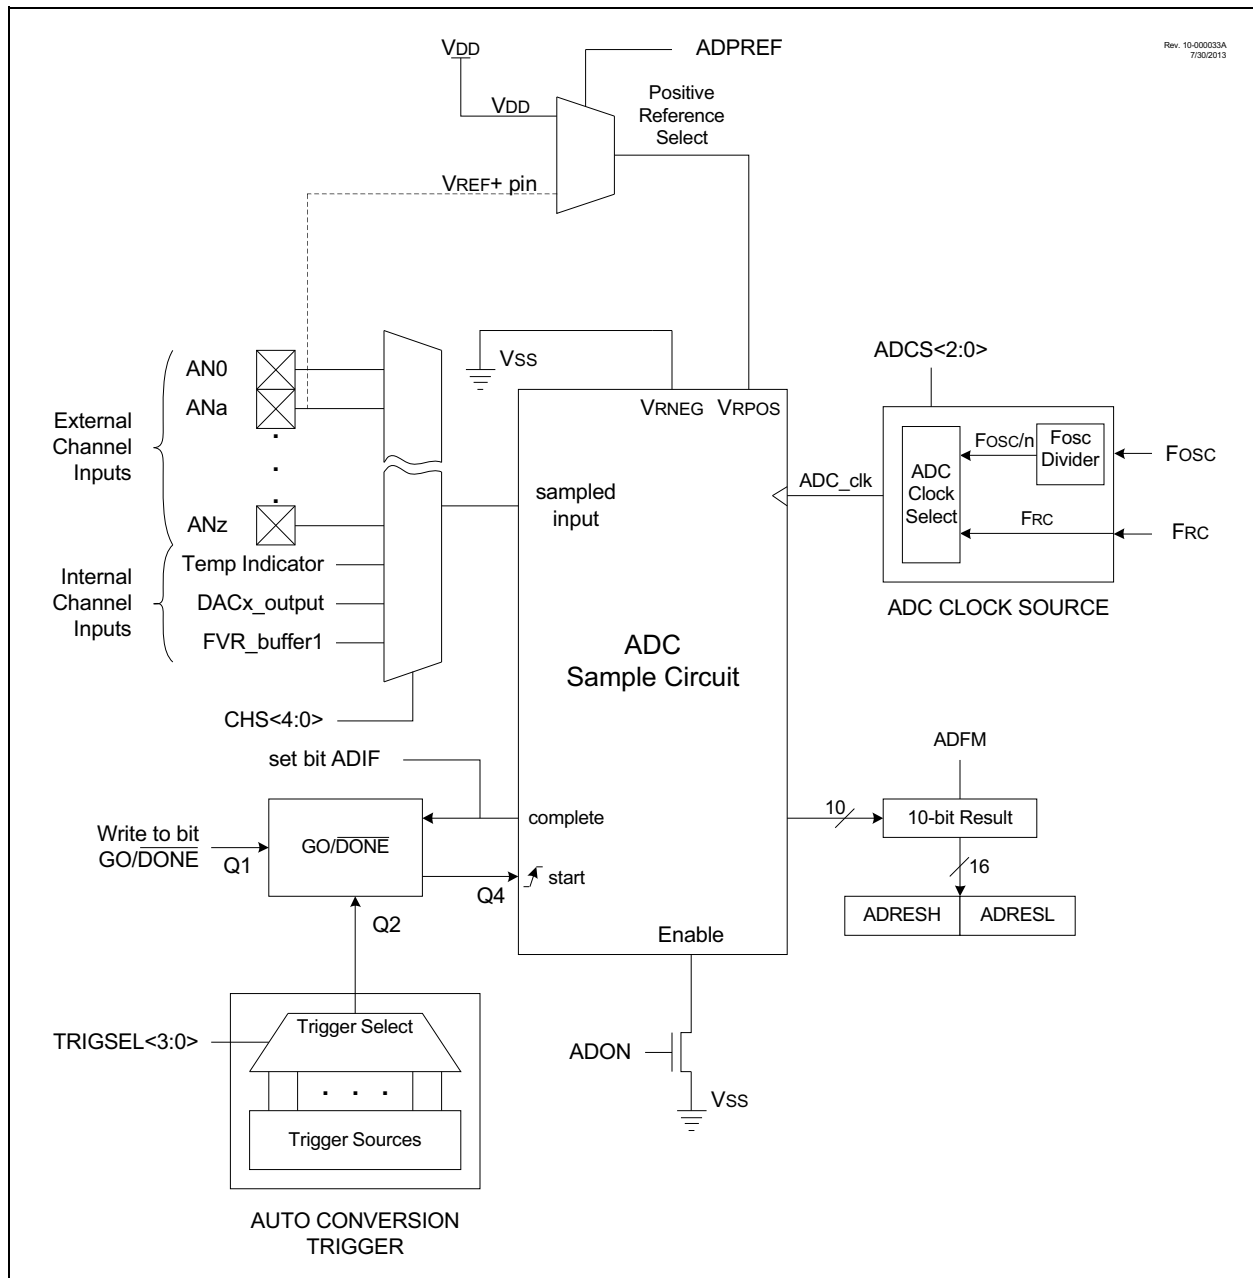 Rev. 10-000033A
7/30/2013
VDD
ADPREF
VDD
Positive
Reference
Select
VREF+ pin
VSS
ADCS<2:0>
External
Channel
Inputs
AN0
ANa
.
.
.
ANz
VRNEG
VRPOS
sampled
input
ADC_clk
ADC
Clock
Select
FOSC/n
Fosc
Divider
FOSC
FRC
FRC
ADC CLOCK SOURCE
Internal
Channel
Inputs
Temp Indicator
DACx_output
FVR_buffer1
ADC
Sample Circuit
CHS<4:0>
set bit ADIF
ADFM
Write to bit
GO/DONE
Q1
GO/DONE
complete
10
10-bit Result
Q4
start
16
ADRESH
ADRESL
Q2
Enable
TRIGSEL<3:0>
Trigger Select
. . .
Trigger Sources
ADON
VSS
AUTO CONVERSION
TRIGGER